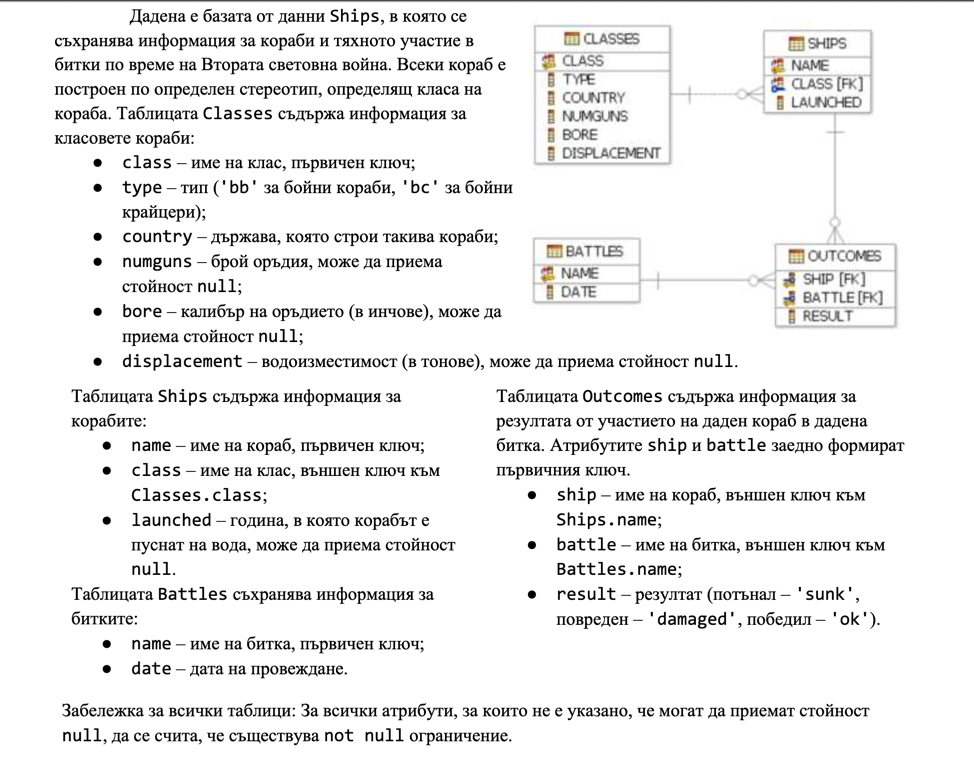 Дадена е базата от данни Ships, в която се
съхранява информация за кораби и тяхното участие в
битки по време на Втората световна война. Всеки кораб е
построен по определен стереотип, определящ класа на
кораба. Таблицата Classes съдържа информация за
класовете кораби:
● class – име на клас, първичен ключ;
● type – тип ('bb' за бойни кораби, 'bc' за бойни
крайцери);
● country – държава, която строи такива кораби;
● numguns – брой оръдия, може да приема
стойност null;
● bore – калибър на оръдието (в инчове), може да
приема стойност null;
● displacement – водоизместимост (в тонове), може да приема стойност null.
CLASSES
CLASS
TYPE
COUNTRY
NUMGUNS
BORE
DISPLACEMENT
SHIPS
NAME
CLASS [FK]
LAUNCHED
BATTLES
NAME
DATE
OUTCOMES
SHIP [FK]
BATTLE [FK]
RESULT
Таблицата Ships съдържа информация за
корабите:
● name – име на кораб, първичен ключ;
● class – име на клас, външен ключ към
Classes.class;
● launched – година, в която корабът е
пуснат на вода, може да приема стойност
null.
Таблицата Battles съхранява информация за
битките:
● name – име на битка, първичен ключ;
● date – дата на провеждане.
Таблицата Outcomes съдържа информация за
резултата от участието на даден кораб в дадена
битка. Атрибутите ship и battle заедно формират
първичния ключ.
● ship – име на кораб, външен ключ към
Ships.name;
● battle – име на битка, външен ключ към
Battles.name;
● result – резултат (потънал – 'sunk',
повреден – 'damaged', победил – 'ok').
Забележка за всички таблици: За всички атрибути, за които не е указано, че могат да приемат стойност
null, да се счита, че съществува not null ограничение.